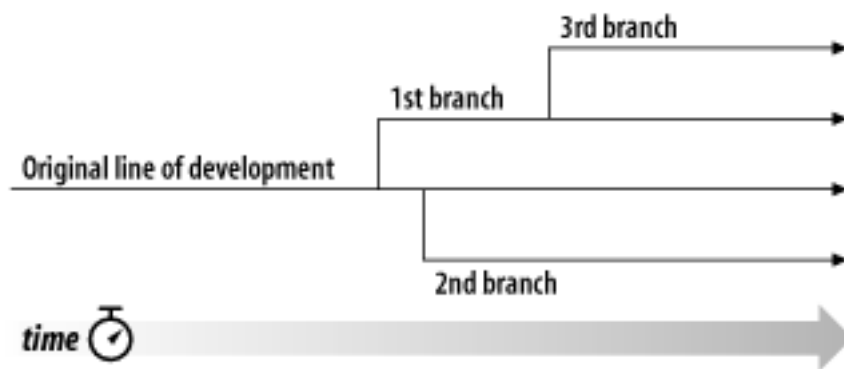 3rd branch
1st branch
Original line of development
2nd branch
time